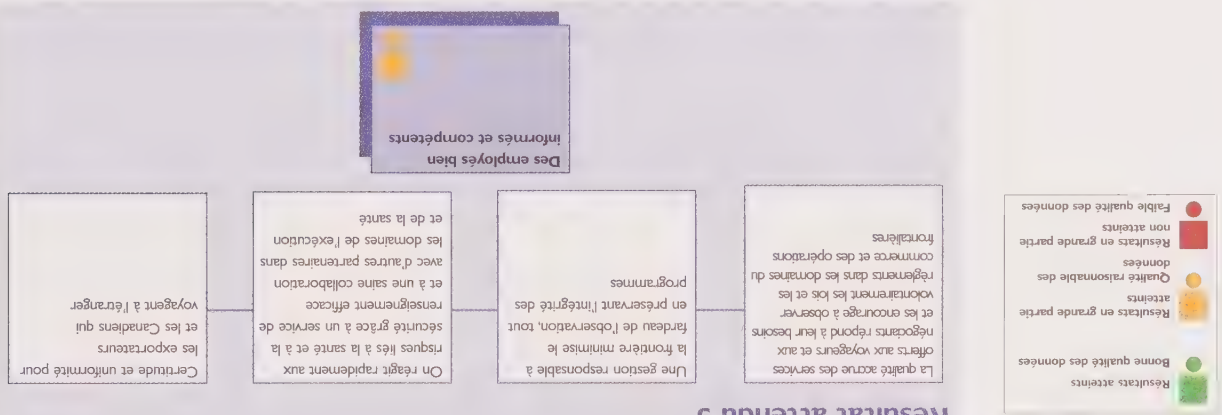 Résultat attendu 5
Résultats atteints
Bonne qualité des données
Résultats en grande partie
atteints
Qualité raisonnable des
données
Résultats en grande partie
non atteints
Faible qualité des données
La qualité accrue des services
offerts aux voyageurs et aux
négociants répond à leur besoins
et les encourage à observer
volontairement les lois et les
règlements dans les domaines du
commerce et des opérations
frontalières
Une gestion responsable à
la frontière minimise le
fardeau de l'observation, tout
en préservant l'intégrité des
programmes
On réagit rapidement aux
risques liés à la santé et à la
sécurité grâce à un service de
renseignement efficace
et à une saine collaboration
avec d'autres partenaires dans
les domaines de l'exécution
et de la santé
Certitude et uniformité pour
les exportateurs
et les Canadiens qui
voyagent à l'étranger
Des employés bien
informés et compétents